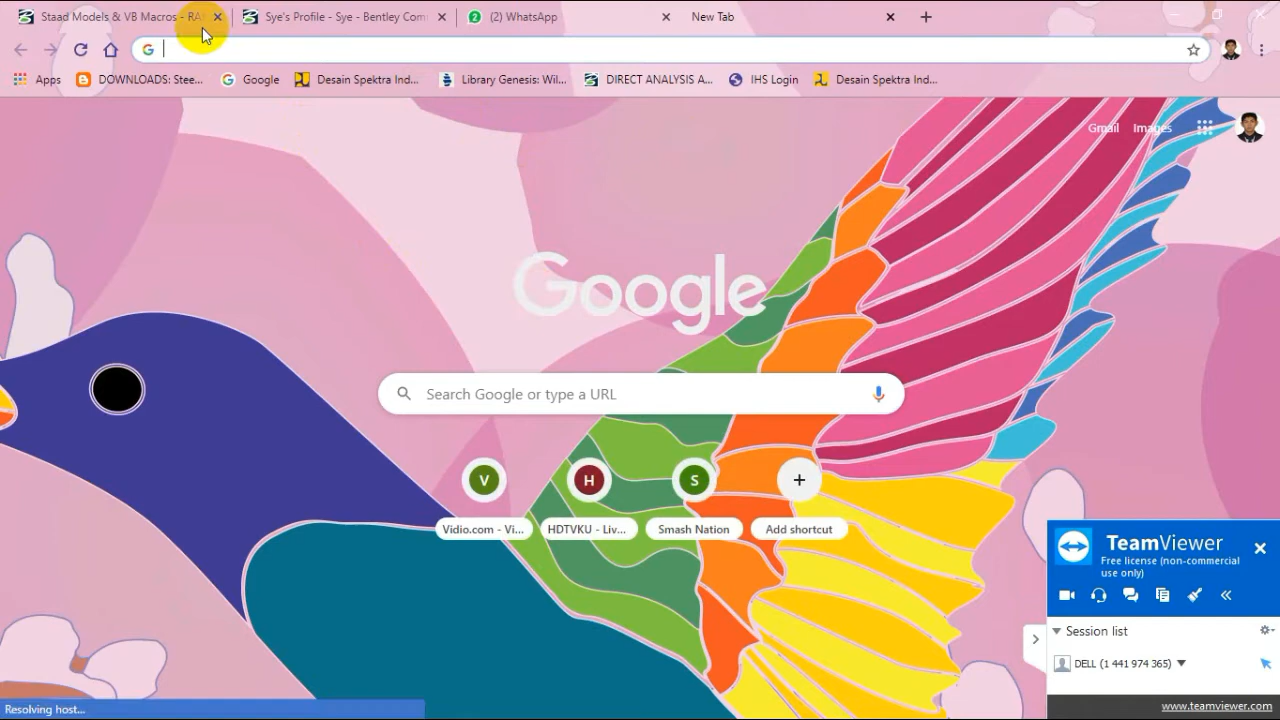 Staad Models & VB Macros - RA
Sye's Profile - Sye - Bentley Com
2
(2) WhatsApp
New Tab
Apps
DOWNLOADS: Stee...
Google
Desain Spektra Ind...
Library Genesis: Wil...
DIRECT ANALYSIS A...
IHS Login
Desain Spektra Ind...
Gmail
Images
Google
Search Google or type a URL
V
H
S
Vidio.com - Vi...
HDTVKU - Liv...
Smash Nation
Add shortcut
TeamViewer
Free license (non-commercial
use only)
Session list
DELL (1 441 974 365)
www.teamviewer.com
Resolving host...